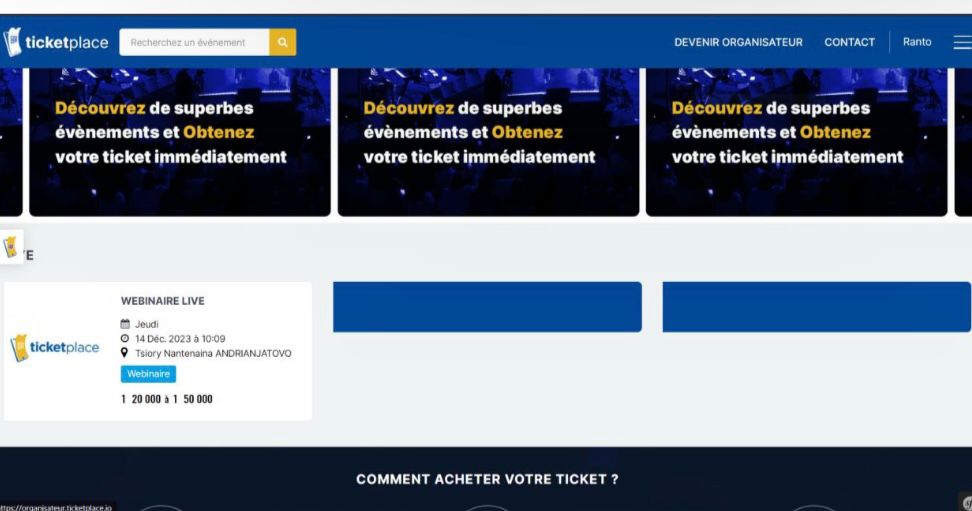 ticketplace
Recherchez un événement
DEVENIR ORGANISATEUR
CONTACT
Ranto
Découvrez de superbes
évènements et Obtenez
votre ticket immédiatement
Découvrez de superbes
évènements et Obtenez
votre ticket immédiatement
Découvrez de superbes
évènements et Obtenez
votre ticket immédiatement
WEBINAIRE LIVE
Jeudi
14 Déc. 2023 à 10:09
Tsiory Nantenaina ANDRIANJATOVO
ticketplace
Webinaire
1 20 000 à 1 50 000
COMMENT ACHETER VOTRE TICKET ?
https://organisateur.ticketplace.io